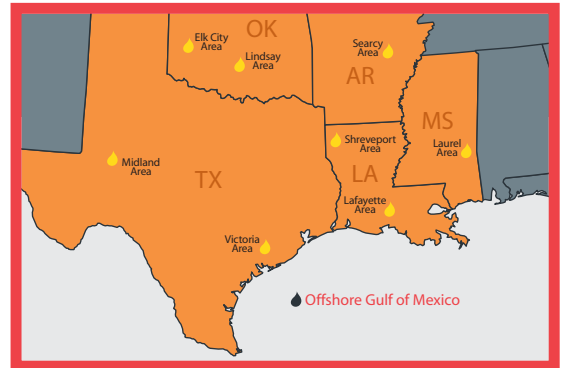 OK
Elk City
Area
Lindsay
Area
Searcy
Area
AR
MS
Shreveport
Area
Laurel
Area
Midland
Area
TX
LA
Lafayette
Area
Victoria
Area
Offshore Gulf of Mexico